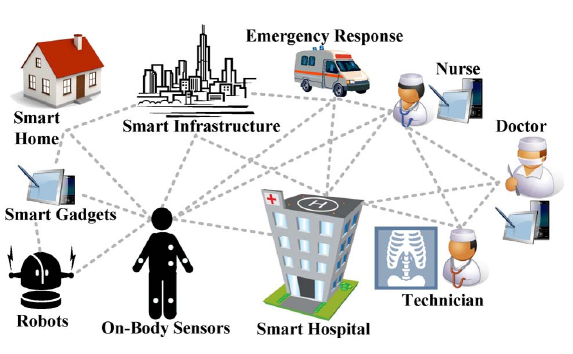 Emergency Response
Nurse
Smart
Home
Smart Infrastructure
Doctor
Smart Gadgets
H
Robots
On-Body Sensors
Smart Hospital
Technician